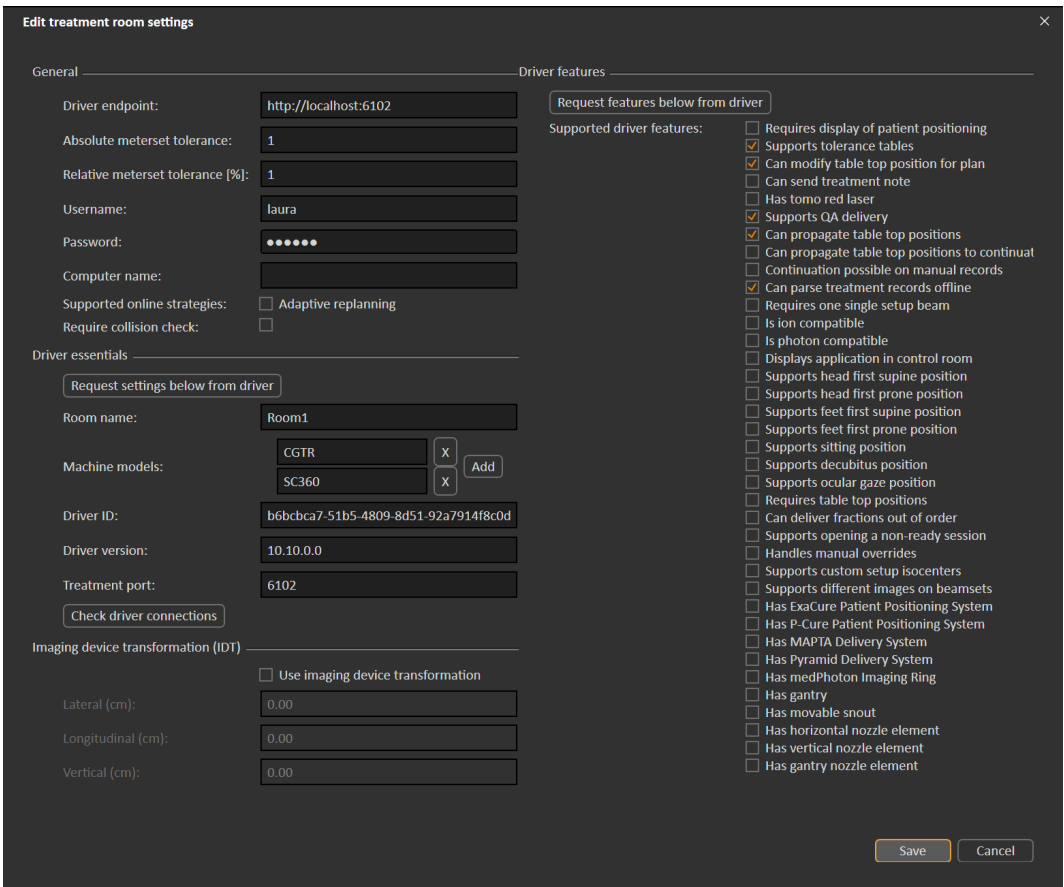 Edit treatment room settings
×
General
Driver endpoint: http://localhost:6102
Absolute meterset tolerance: 1
Relative meterset tolerance [%]: 1
Username: laura
Password: ●●●●●●
Computer name:
Supported online strategies: Adaptive replanning
Require collision check:
Driver essentials
Request settings below from driver
Room name: Room1
Machine models:
CGTR X
SC360 X
Add
Driver ID: b6bcbca7-51b5-4809-8d51-92a7914f8c0d
Driver version: 10.10.0.0
Treatment port: 6102
Check driver connections
Imaging device transformation (IDT)
Use imaging device transformation
Lateral (cm): 0.00
Longitudinal (cm): 0.00
Vertical (cm): 0.00
Driver features
Request features below from driver
Supported driver features:
Requires display of patient positioning
Supports tolerance tables
Can modify table top position for plan
Can send treatment note
Has tomo red laser
Supports QA delivery
Can propagate table top positions
Can propagate table top positions to continuat
Continuation possible on manual records
Can parse treatment records offline
Requires one single setup beam
Is ion compatible
Is photon compatible
Displays application in control room
Supports head first supine position
Supports head first prone position
Supports feet first supine position
Supports feet first prone position
Supports sitting position
Supports decubitus position
Supports ocular gaze position
Requires table top positions
Can deliver fractions out of order
Supports opening a non-ready session
Handles manual overrides
Supports custom setup isocenters
Supports different images on beamsets
Has ExaCure Patient Positioning System
Has P-Cure Patient Positioning System
Has MAPTA Delivery System
Has Pyramid Delivery System
Has medPhoton Imaging Ring
Has gantry
Has movable snout
Has horizontal nozzle element
Has vertical nozzle element
Has gantry nozzle element
Save
Cancel